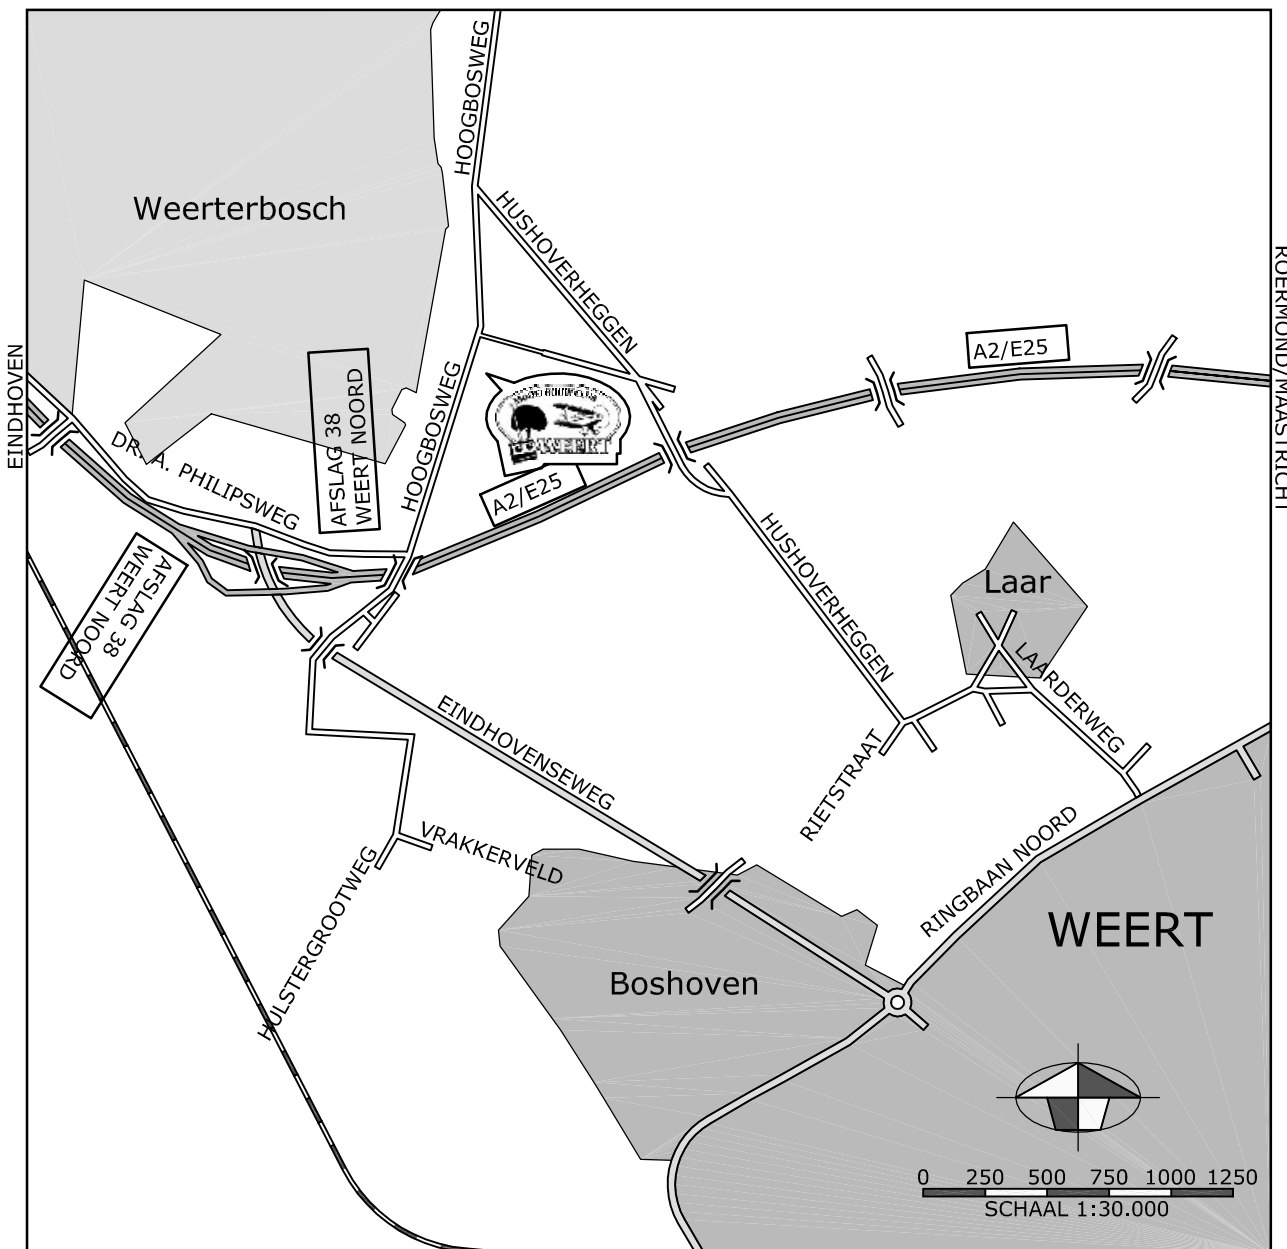 HOOGBOSWEG
Weerterbosch
HUSHOVERHEGGEN
ROERMOND/MAASTRICHT
A2/E25
EINDHOVEN
AFSLAG 38
WEERT NOORD
HOOGBOSWEG
WEERT
DR. A. PHILIPSWEG
A2/E25
HUSHOVERHEGGEN
AFSLAG 38
WEERT NOORD
Laar
LAARDERWEG
EINDHOVENSEWEG
RIETSTRAAT
VRAKKERVELD
RINGBAAN NOORD
HULSTERGROOTWEG
WEERT
Boshoven
0 250 500 750 1000 1250
SCHAAL 1:30.000